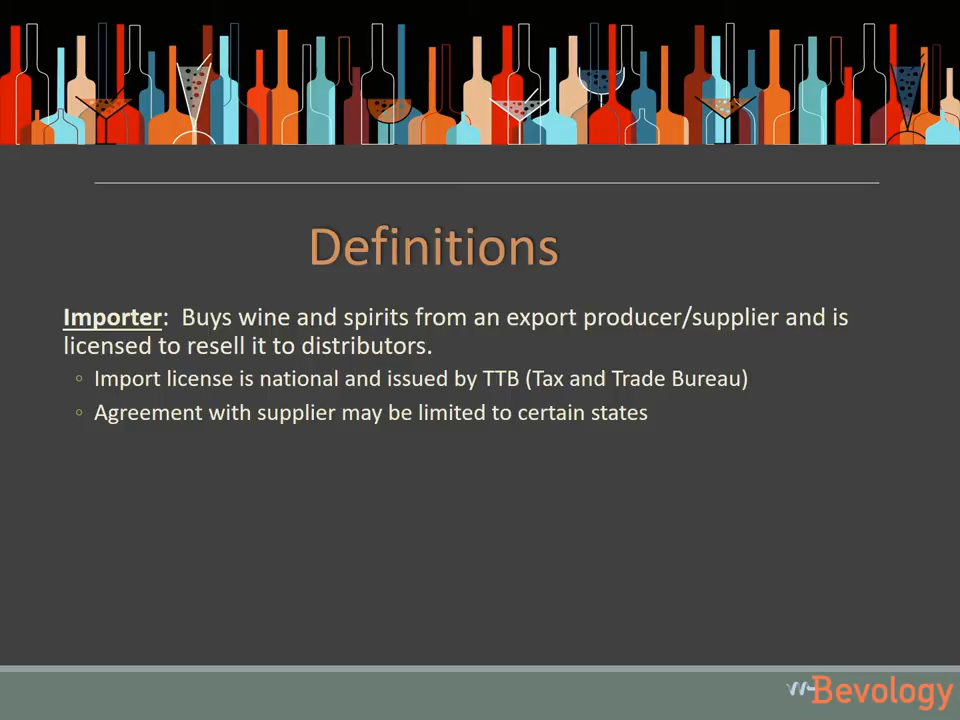 Definitions
Importer:  Buys wine and spirits from an export producer/supplier and is
licensed to resell it to distributors.
◦ Import license is national and issued by TTB (Tax and Trade Bureau)
◦ Agreement with supplier may be limited to certain states
Bevology